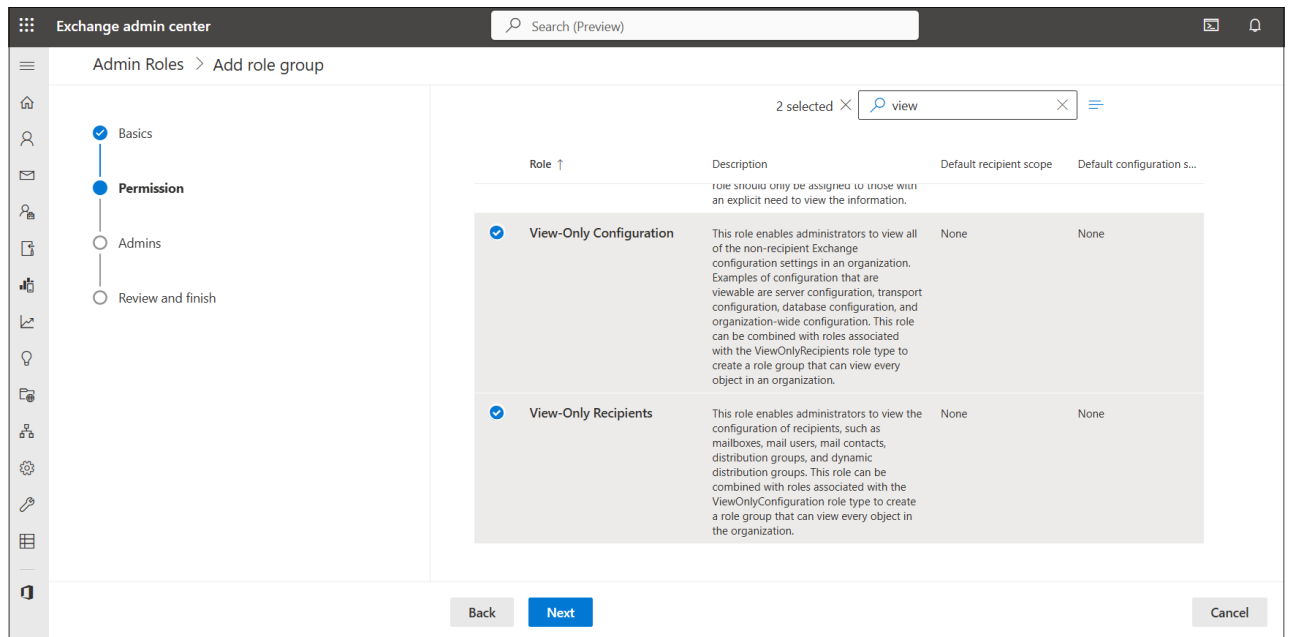 Exchange admin center
Search (Preview)
Admin Roles > Add role group
2 selected
view
Basics
Permission
Admins
Review and finish
Role ↑ Description Default recipient scope Default configuration s...
role should only be assigned to those with
an explicit need to view the information.
View-Only Configuration
This role enables administrators to view all
of the non-recipient Exchange
configuration settings in an organization.
Examples of configuration that are
viewable are server configuration, transport
configuration, database configuration, and
organization-wide configuration. This role
can be combined with roles associated
with the ViewOnlyRecipients role type to
create a role group that can view every
object in an organization.
None
None
View-Only Recipients
This role enables administrators to view the
configuration of recipients, such as
mailboxes, mail users, mail contacts,
distribution groups, and dynamic
distribution groups. This role can be
combined with roles associated with the
ViewOnlyConfiguration role type to create
a role group that can view every object in
the organization.
None
None
Back
Next
Cancel